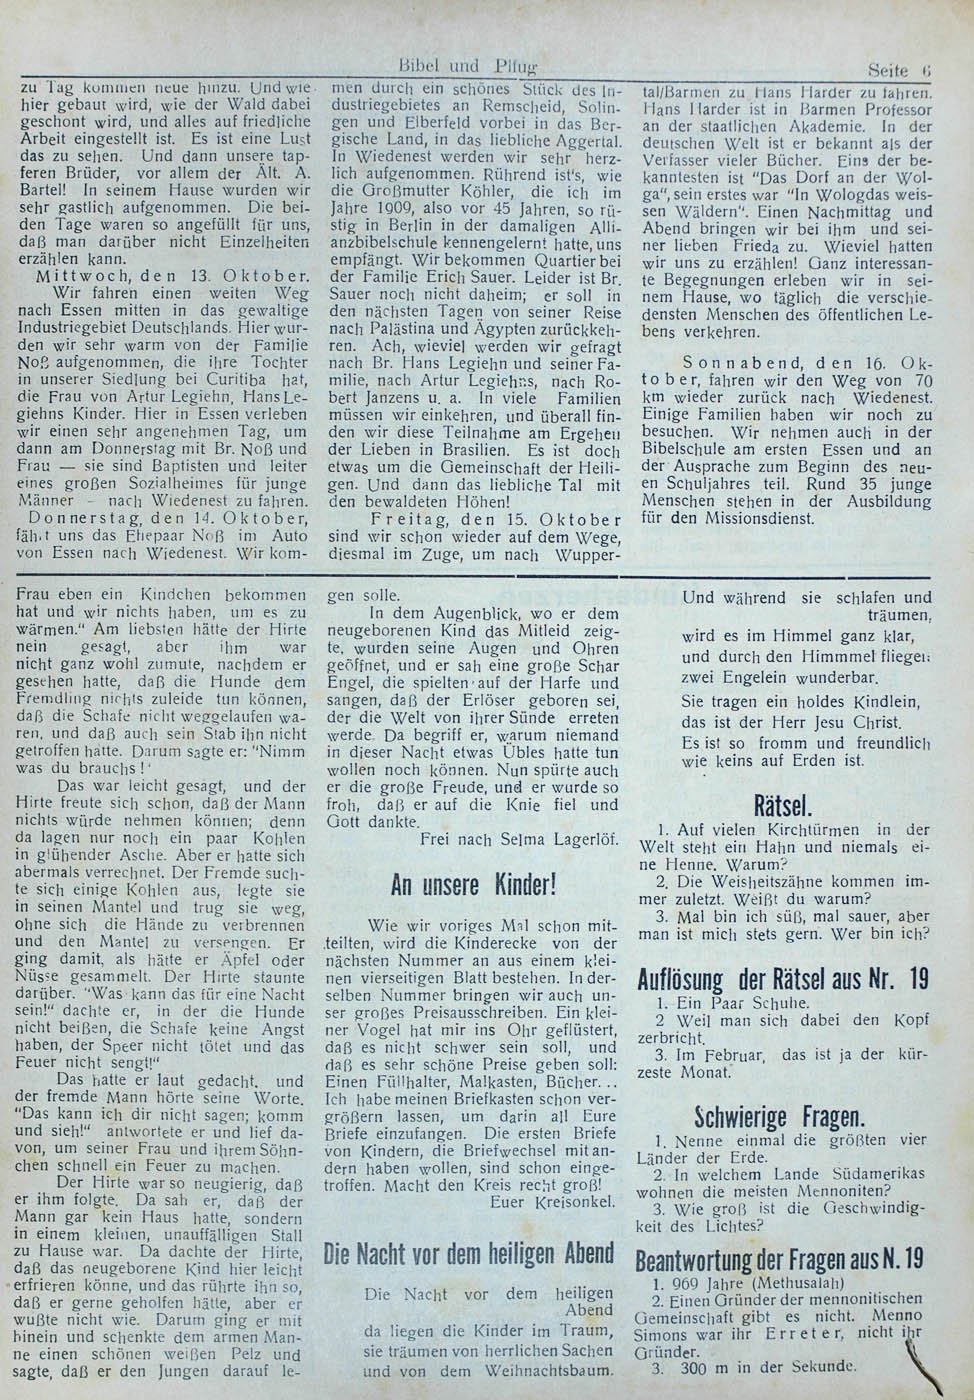 Bibel und Pflug
Seite 6
zu Tag kommen neue hinzu. Und wie
hier gebaut wird, wie der Wald dabei
geschont wird, und alles auf friedliche
Arbeit eingestellt ist. Es ist eine Lust
das zu sehen. Und dann unsere tap-
feren Brüder, vor allem der Ält. A.
Bartel! In seinem Hause wurden wir
sehr gastlich aufgenommen. Die bei-
den Tage waren so angefüllt für uns,
daß man darüber nicht Einzelheiten
erzählen kann.
Mittwoch, den 13. Oktober.
Wir fahren einen weiten Weg
nach Essen mitten in das gewaltige
Industriegebiet Deutschlands. Hier wur-
den wir sehr warm von der Familie
Noß aufgenommen, die ihre Tochter
in unserer Siedlung bei Curitiba hat,
die Frau von Artur Legiehn, Hans Le-
giehns Kinder. Hier in Essen verleben
wir einen sehr angenehmen Tag, um
dann am Donnerstag mit Br. Noß und
Frau — sie sind Baptisten und leiter
eines großen Sozialheimes für junge
Männer – nach Wiedenest zu fahren.
Donnerstag, den 14. Oktober,
fährt uns das Ehepaar Noß im Auto
von Essen nach Wiedenest. Wir kom-
men durch ein schönes Stück des In-
dustriegebietes an Remscheid, Solin-
gen und Elberfeld vorbei in das Ber-
gische Land, in das liebliche Aggertal.
In Wiedenest werden wir sehr herz-
lich aufgenommen. Rührend ist's, wie
die Großmutter Köhler, die ich im
Jahre 1909, also vor 45 Jahren, so rü-
stig in Berlin in der damaligen Alli-
anzbibelschule kennengelernt hatte, uns
empfängt. Wir bekommen Quartier bei
der Familie Erich Sauer. Leider ist Br.
Sauer noch nicht daheim; er soll in
den nächsten Tagen von seiner Reise
nach Palästina und Ägypten zurückkeh-
ren. Ach, wieviel werden wir gefragt
nach Br. Hans Legiehn und seiner Fa-
milie, nach Artur Legiehns, nach Ro-
bert Janzens u. a. In viele Familien
müssen wir einkehren, und überall fin-
den wir diese Teilnahme am Ergehen
der Lieben in Brasilien. Es ist doch
etwas um die Gemeinschaft der Heili-
gen. Und dann das liebliche Tal mit
den bewaldeten Höhen!
Freitag, den 15. Oktober
sind wir schon wieder auf dem Wege,
diesmal im Zuge, um nach Wupper-
tal/Barmen zu Hans Harder zu fahren.
Hans Harder ist in Barmen Professor
an der staatlichen Akademie. In der
deutschen Welt ist er bekannt als der
Verfasser vieler Bücher. Eins der be-
kanntesten ist "Das Dorf an der Wol-
ga", sein erstes war "In Wologdas weis-
sen Wäldern". Einen Nachmittag und
Abend bringen wir bei ihm und sei-
ner lieben Frieda zu. Wieviel hatten
wir uns zu erzählen! Ganz interessan-
te Begegnungen erleben wir in sei-
nem Hause, wo täglich die verschie-
densten Menschen des öffentlichen Le-
bens verkehren.
Sonnabend, den 16. Ok-
tober, fahren wir den Weg von 70
km wieder zurück nach Wiedenest.
Einige Familien haben wir noch zu
besuchen. Wir nehmen auch in der
Bibelschule am ersten Essen und an
der Ausprache zum Beginn des neu-
en Schuljahres teil. Rund 35 junge
Menschen stehen in der Ausbildung
für den Missionsdienst.
Frau eben ein Kindchen bekommen
hat und wir nichts haben, um es zu
wärmen." Am liebsten hätte der Hirte
nein gesagt, aber ihm war
nicht ganz wohl zumute, nachdem er
gesehen hatte, daß die Hunde dem
Fremdling nichts zuleide tun können,
daß die Schafe nicht weggelaufen wa-
ren, und daß auch sein Stab ihn nicht
getroffen hatte. Darum sagte er: "Nimm
was du brauchs!"
Das war leicht gesagt, und der
Hirte freute sich schon, daß der Mann
nichts würde nehmen können; denn
da lagen nur noch ein paar Kohlen
in glühender Asche. Aber er hatte sich
abermals verrechnet. Der Fremde such-
te sich einige Kohlen aus, legte sie
in seinen Mantel und trug sie weg,
ohne sich die Hände zu verbrennen
und den Mantel zu versengen. Er
ging damit, als hätte er Äpfel oder
Nüsse gesammelt. Der Hirte staunte
darüber. "Was kann das für eine Nacht
sein!" dachte er, in der die Hunde
nicht beißen, die Schafe keine Angst
haben, der Speer nicht tötet und das
Feuer nicht sengt!"
Das hatte er laut gedacht, und
der fremde Mann hörte seine Worte.
"Das kann ich dir nicht sagen; komm
und sieh!" antwortete er und lief da-
von, um seiner Frau und ihrem Söhn-
chen schnell ein Feuer zu machen.
Der Hirte war so neugierig, daß
er ihm folgte. Da sah er, daß der
Mann gar kein Haus hatte, sondern
in einem kleinen, unauffälligen Stall
zu Hause war. Da dachte der Hirte,
daß das neugeborene Kind hier leicht
erfrieren könne, und das rührte ihn so,
daß er gerne geholfen hätte, aber er
wußte nicht wie. Darum ging er mit
hinein und schenkte dem armen Man-
ne einen schönen weißen Pelz und
sagte, daß er den Jungen darauf le-
gen solle.
In dem Augenblick, wo er dem
neugeborenen Kind das Mitleid zeig-
te, wurden seine Augen und Ohren
geöffnet, und er sah eine große Schar
Engel, die spielten auf der Harfe und
sangen, daß der Erlöser geboren sei,
der die Welt von ihrer Sünde erreten
werde. Da begriff er, warum niemand
in dieser Nacht etwas Übles hatte tun
wollen noch können. Nun spürte auch
er die große Freude, und er wurde so
froh, daß er auf die Knie fiel und
Gott dankte.
Frei nach Selma Lagerlöf.
An unsere Kinder!
Wie wir voriges Mal schon mit-
teilten, wird die Kinderecke von der
nächsten Nummer an aus einem klei-
nen vierseitigen Blatt bestehen. In der-
selben Nummer bringen wir auch un-
ser großes Preisausschreiben. Ein klei-
ner Vogel hat mir ins Ohr geflüstert,
daß es nicht schwer sein soll, und
daß es sehr schöne Preise geben soll:
Einen Füllhalter, Malkasten, Bücher...
Ich habe meinen Briefkasten schon ver-
größern lassen, um darin all Eure
Briefe einzufangen. Die ersten Briefe
von Kindern, die Briefwechsel mit an-
dern haben wollen, sind schon einge-
troffen. Macht den Kreis recht groß!
Euer Kreisonkel.
Die Nacht vor dem heiligen Abend
Die Nacht vor dem heiligen
Abend
da liegen die Kinder im Traum,
sie träumen von herrlichen Sachen
und von dem Weihnachtsbaum.
Und während sie schlafen und
träumen,
wird es im Himmel ganz klar,
und durch den Himmmel fliegen
zwei Engelein wunderbar.
Sie tragen ein holdes Kindlein,
das ist der Herr Jesu Christ.
Es ist so fromm und freundlich
wie keins auf Erden ist.
Rätsel.
1. Auf vielen Kirchtürmen in der
Welt steht ein Hahn und niemals ei-
ne Henne. Warum?
2. Die Weisheitszähne kommen im-
mer zuletzt. Weißt du warum?
3. Mal bin ich süß, mal sauer, aber
man ist mich stets gern. Wer bin ich?
Auflösung der Rätsel aus Nr. 19
1. Ein Paar Schuhe.
2 Weil man sich dabei den Kopf
zerbricht.
3. Im Februar, das ist ja der kür-
zeste Monat.
Schwierige Fragen.
1. Nenne einmal die größten vier
Länder der Erde.
2. In welchem Lande Südamerikas
wohnen die meisten Mennoniten?
3. Wie groß ist die Geschwindig-
keit des Lichtes?
Beantwortung der Fragen aus N. 19
1. 969 Jahre (Methusalah)
2. Einen Gründer der mennonitischen
Gemeinschaft gibt es nicht. Menno
Simons war ihr Erreter, nicht ihr
Gründer.
3. 300 m in der Sekunde.